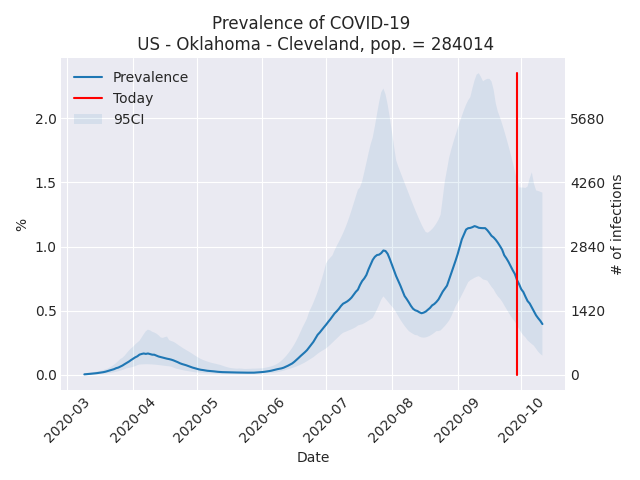 Prevalence of COVID-19
US - Oklahoma - Cleveland, pop. = 284014
Prevalence
Today
95CI
2.0
1.5
1.0
0.5
0.0
%
5680
4260
2840
1420
0
# of infections
2020-03
2020-04
2020-05
2020-06
2020-07
2020-08
2020-09
2020-10
Date